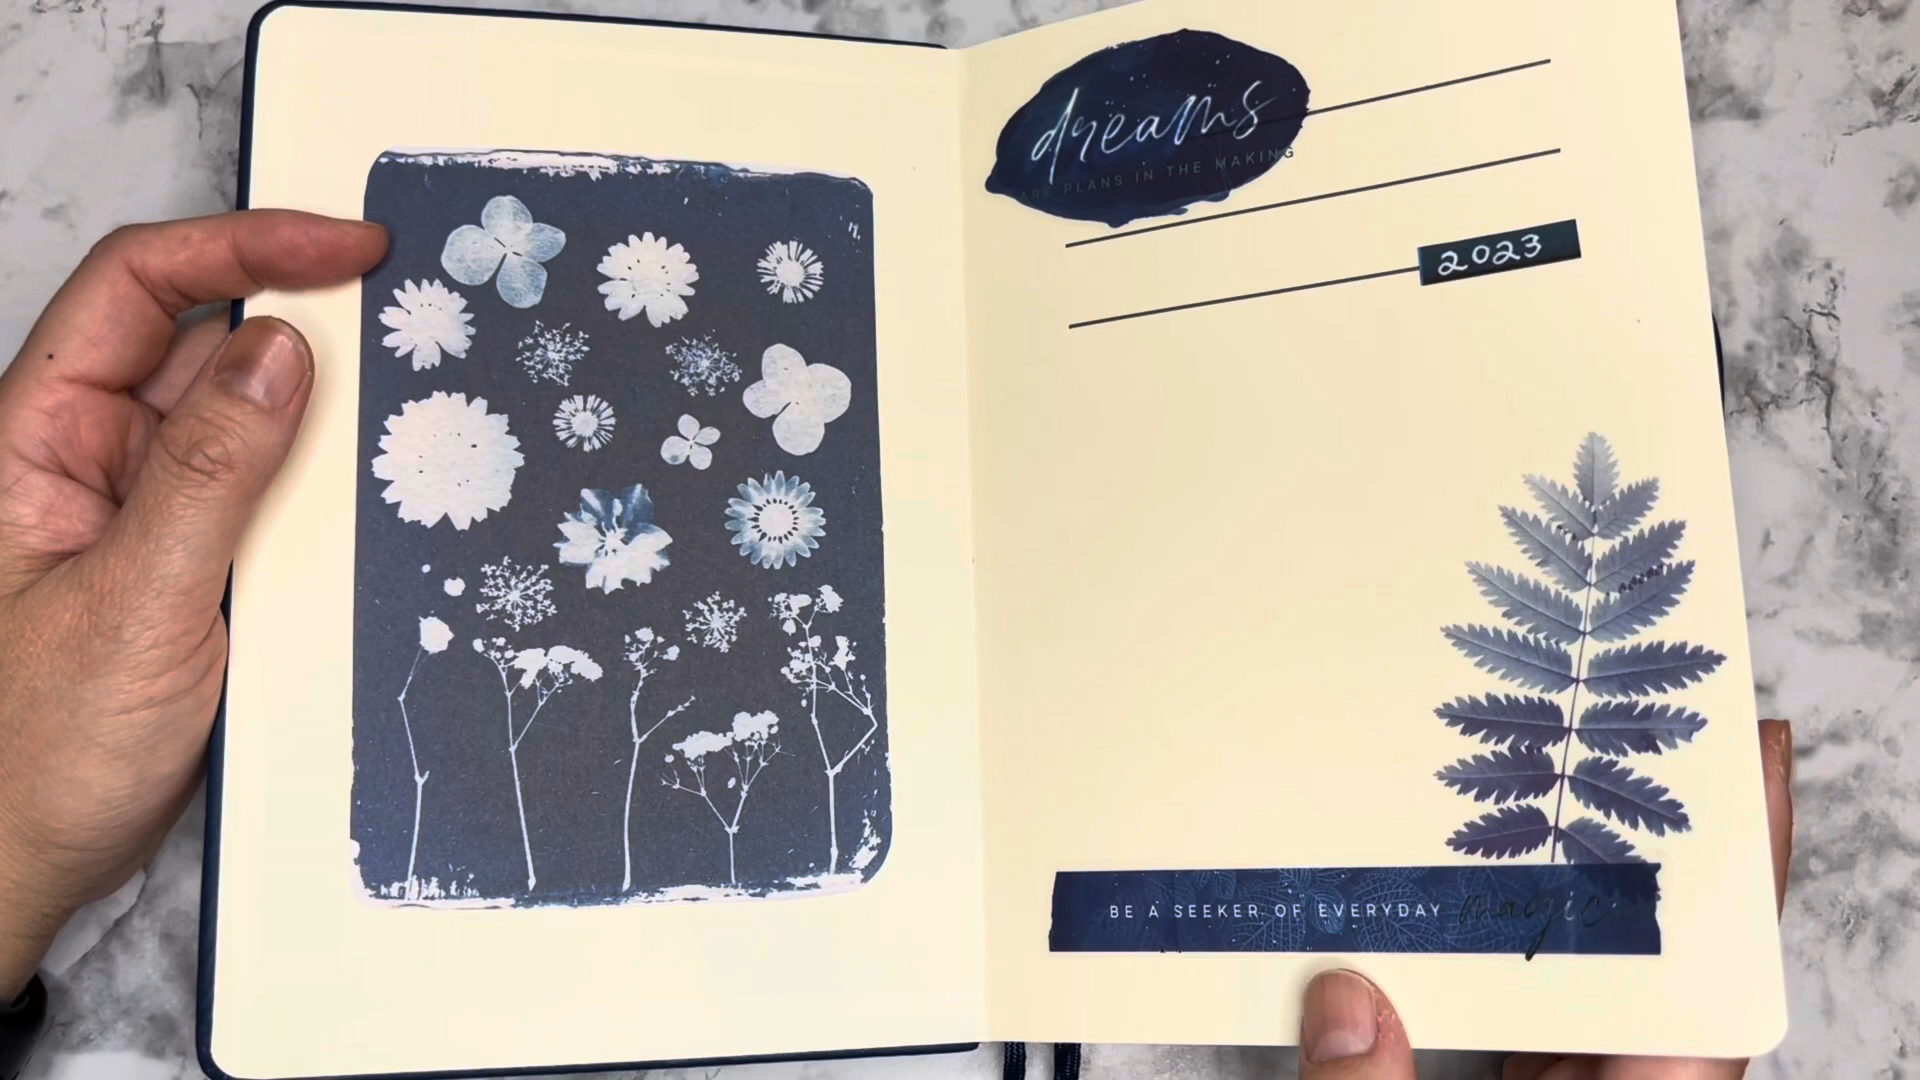 dreams
ARE PLANS IN THE MAKING
2023
BE A SEEKER OF EVERYDAY magic